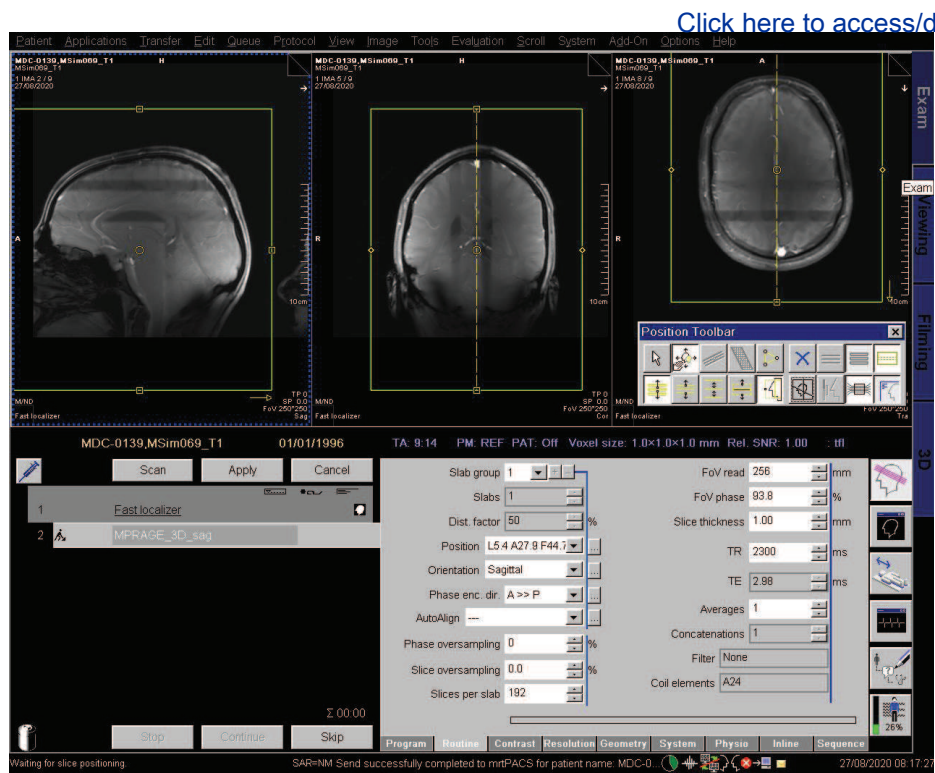 Click here to access/d
Patient Applications Transfer Edit Queue Protocol View Image Tools Evaluation Scroll System Add-On Options Help
MDC-0139,MSim069_T1 H
MSim069_T1
1 IMA 2 / 9
27/08/2020
A
10cm
M/ND
Fast localizer
TP 0
SP 0.0
FoV 250*250
Sag
MDC-0139,MSim069_T1 H
MSim069_T1
1 IMA 5 / 9
27/08/2020
R
10cm
M/ND
Fast localizer
TP 0
SP 0.0
FoV 250*250
Cor
MDC-0139,MSim069_T1 A
MSim069_T1
1 IMA 8 / 9
27/08/2020
R
10cm
M/ND
Fast localizer
FoV 250*250
Tra
Position Toolbar
Exam
Exam
Viewing
Filming
3D
MDC-0139,MSim069_T1 01/01/1996
TA: 9:14 PM: REF PAT: Off Voxel size: 1.0×1.0×1.0 mm Rel. SNR: 1.00 : tfl
Scan Apply Cancel
1 Fast localizer
2 MPRAGE_3D_sag
Σ 00:00
Stop Continue Skip
Slab group 1
Slabs 1
Dist. factor 50 %
Position L5.4 A27.9 F44.7
Orientation Sagittal
Phase enc. dir. A >> P
AutoAlign ---
Phase oversampling 0 %
Slice oversampling 0.0 %
Slices per slab 192
FoV read 256 mm
FoV phase 93.8 %
Slice thickness 1.00 mm
TR 2300 ms
TE 2.98 ms
Averages 1
Concatenations 1
Filter None
Coil elements A24
Program Routine Contrast Resolution Geometry System Physio Inline Sequence
26%
Waiting for slice positioning.
SAR=NM Send successfully completed to mrtPACS for patient name: MDC-0...
27/08/2020 08:17:27